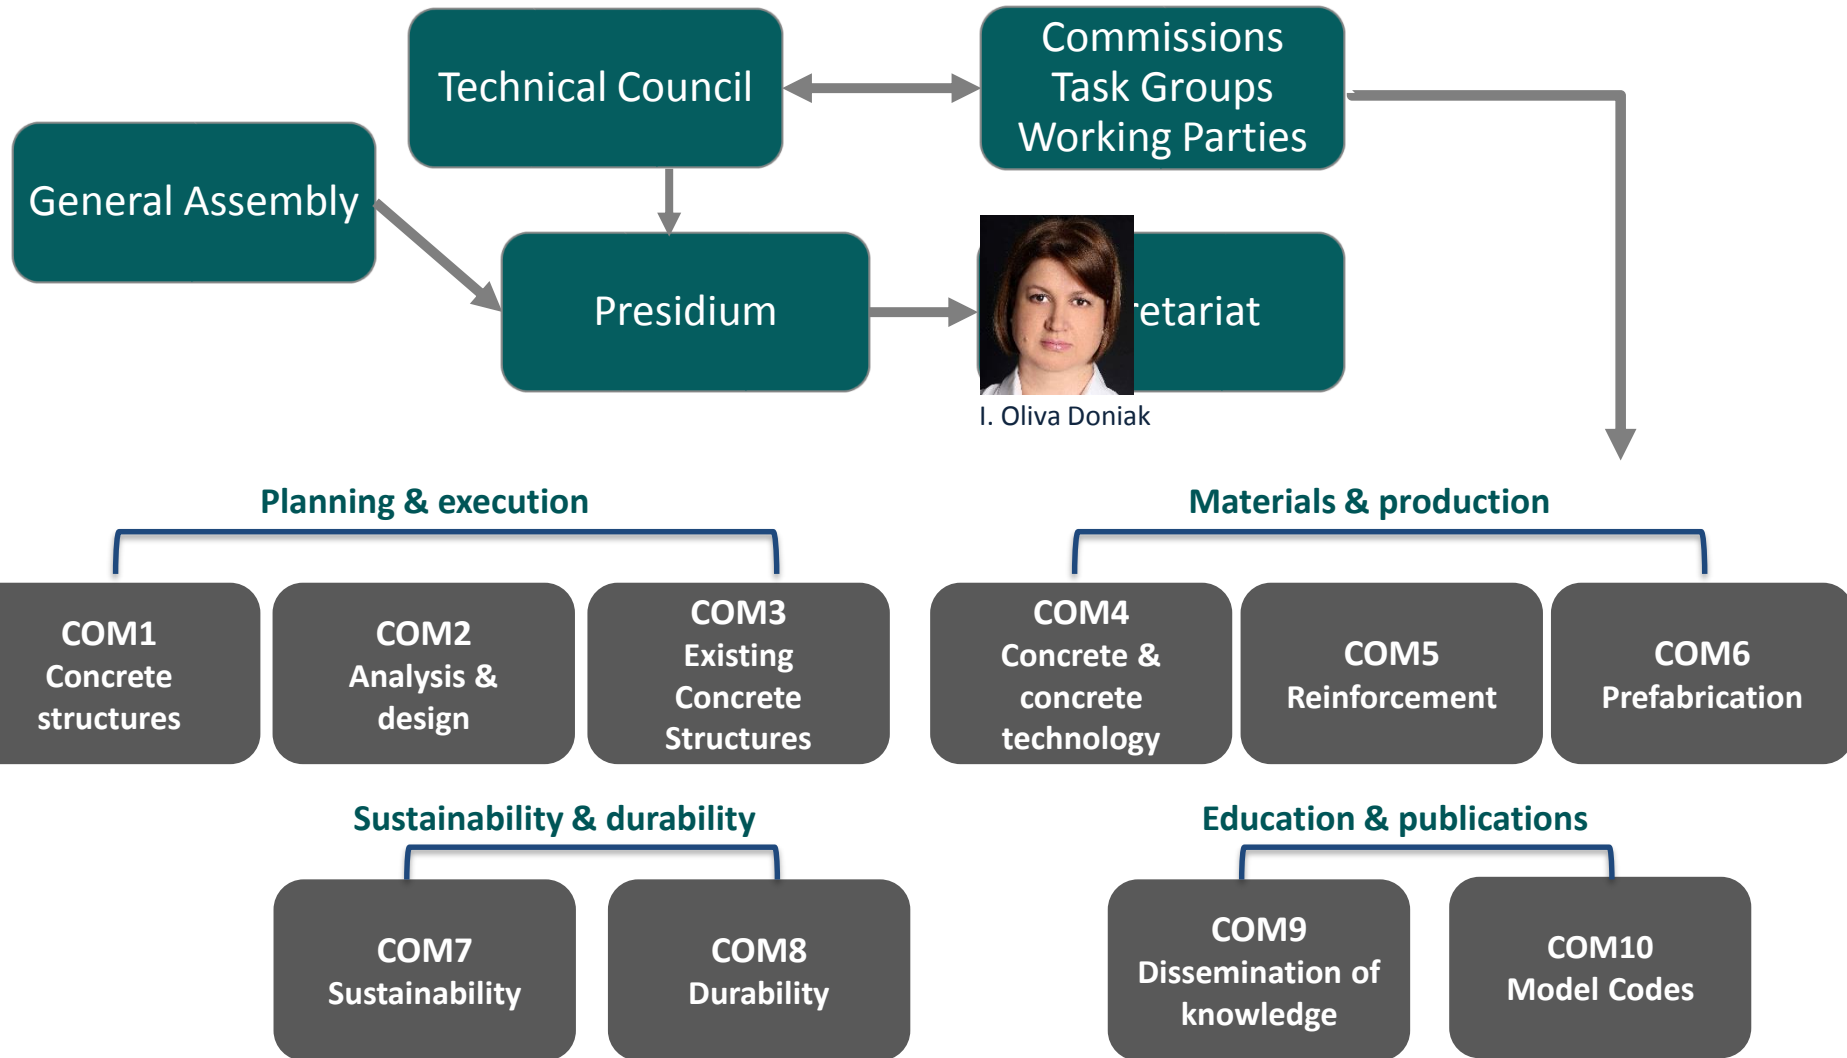 Technical Council
Commissions
Task Groups
Working Parties
General Assembly
Presidium
retariat
I. Oliva Doniak
Planning & execution
Materials & production
COM1
Concrete
structures
COM2
Analysis &
design
COM3
Existing
Concrete
Structures
COM4
Concrete &
concrete
technology
COM5
Reinforcement
COM6
Prefabrication
Sustainability & durability
Education & publications
COM7
Sustainability
COM8
Durability
COM9
Dissemination of
knowledge
COM10
Model Codes